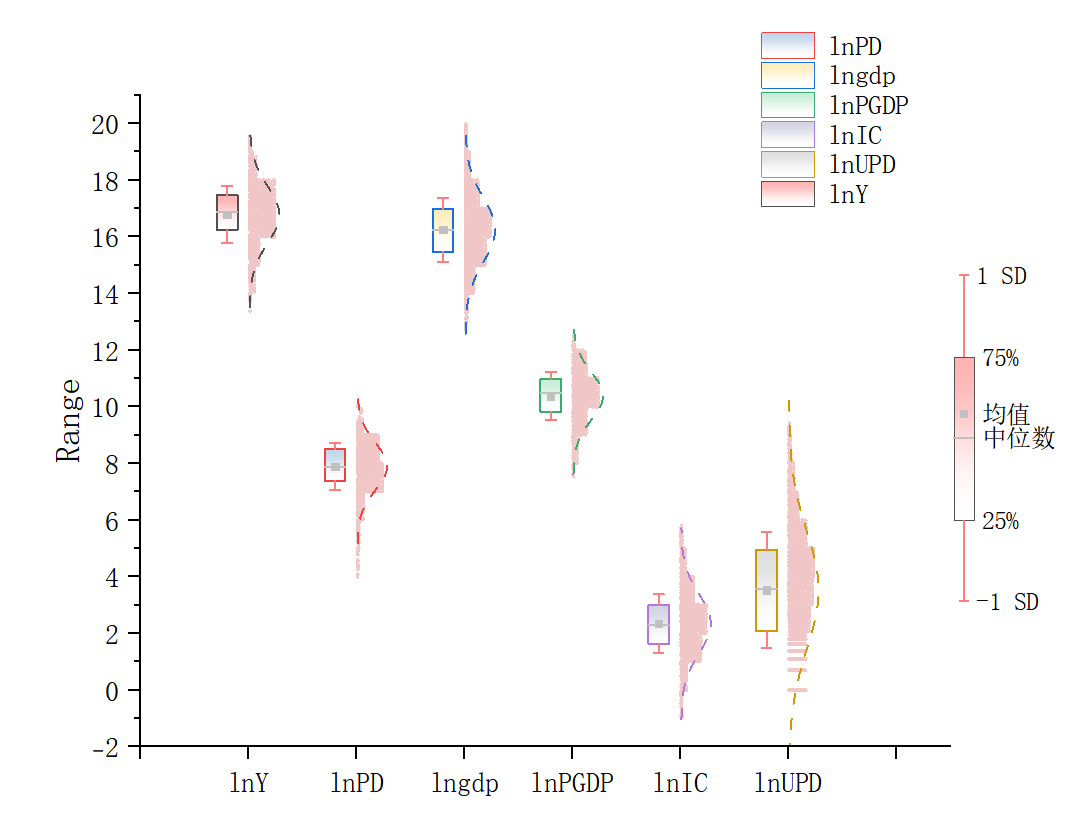 lnPD
lngdp
lnPGDP
lnIC
lnUPD
lnY
20
18
16
14
12
10
8
6
4
2
0
-2
Range
lnY
lnPD
lngdp
lnPGDP
lnIC
lnUPD
1 SD
75%
均值
中位数
25%
-1 SD